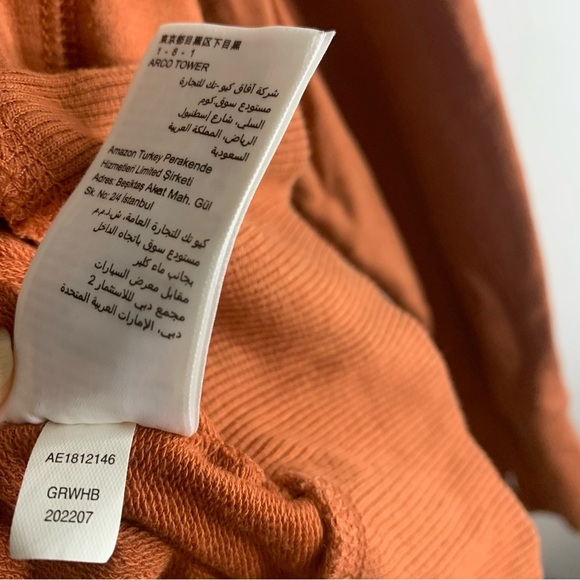 東京都目黒区下目黒
1 - 8 - 1
ARCO TOWER
شركة آفاق كيو-تك للتجارة
مستودع سوق كوم
السلي، شارع إسطنبول
الرياض، المملكة العربية
السعودية
Amazon Turkey Perakende
Hizmetleri Limited Şirketi
Adres: Beşiktaş Akat Mah. Gül
Sk. No: 2/4 İstanbul
كيو تك للتجارة العامة، ش.ذ.م.م
مستودع سوق باتجاه الداخل
بجانب ماء كلير
مقابل معرض السيارات
مجمع دبي للاستثمار 2
دبي، الإمارات العربية المتحدة
AE1812146
GRWHB
202207